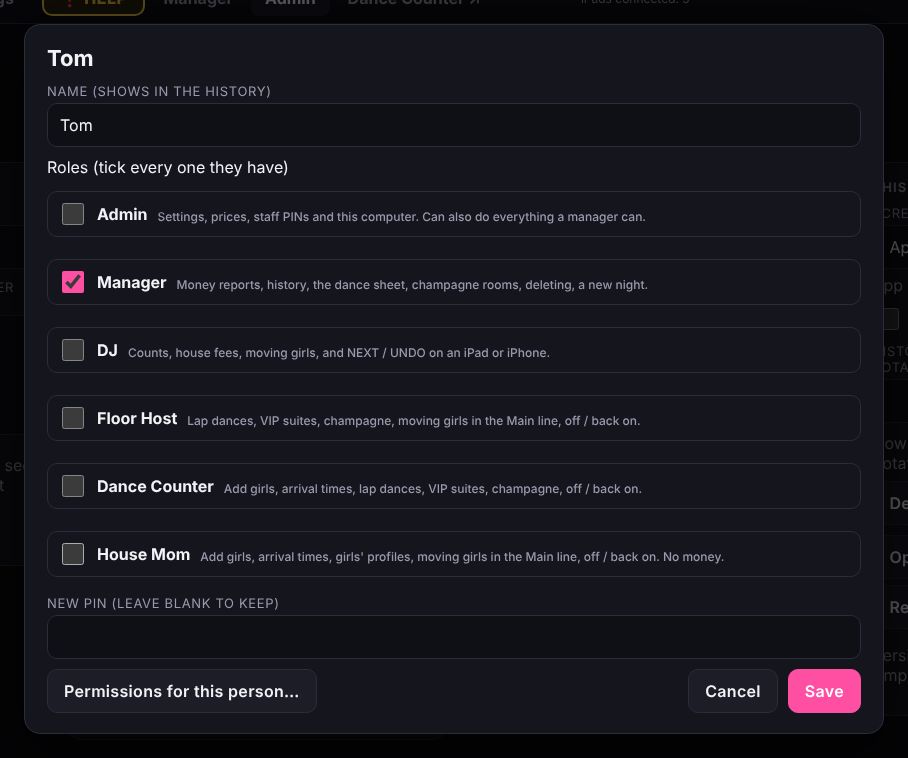 HELP
Manager
Admin
Dance Counter
Tom
NAME (SHOWS IN THE HISTORY)
Tom
Roles (tick every one they have)
Admin Settings, prices, staff PINs and this computer. Can also do everything a manager can.
Manager Money reports, history, the dance sheet, champagne rooms, deleting, a new night.
DJ Counts, house fees, moving girls, and NEXT / UNDO on an iPad or iPhone.
Floor Host Lap dances, VIP suites, champagne, moving girls in the Main line, off / back on.
Dance Counter Add girls, arrival times, lap dances, VIP suites, champagne, off / back on.
House Mom Add girls, arrival times, girls' profiles, moving girls in the Main line, off / back on. No money.
NEW PIN (LEAVE BLANK TO KEEP)
Permissions for this person...
Cancel
Save